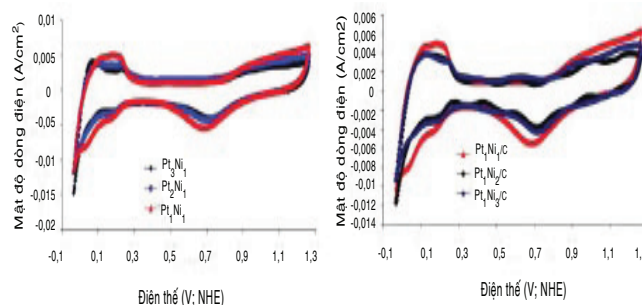 Mật độ dòng điện (A/cm²)
0,01
0,005
0
-0,005
-0,01
-0,015
-0,02
-0,1 0,1 0,3 0,5 0,7 0,9 1,1 1,3
Pt₃Ni₁
Pt₂Ni₁
Pt₁Ni₁
Điện thế (V; NHE)
Mật độ dòng điện (A/cm2)
0,006
0,004
0,002
0
-0,002
-0,004
-0,006
-0,008
-0,01
-0,012
-0,014
-0,1 0,1 0,3 0,5 0,7 0,9 1,1 1,
Pt₁Ni₁/C
Pt₁Ni₂/C
Pt₁Ni₃/C
Điện thế (V; NHE)